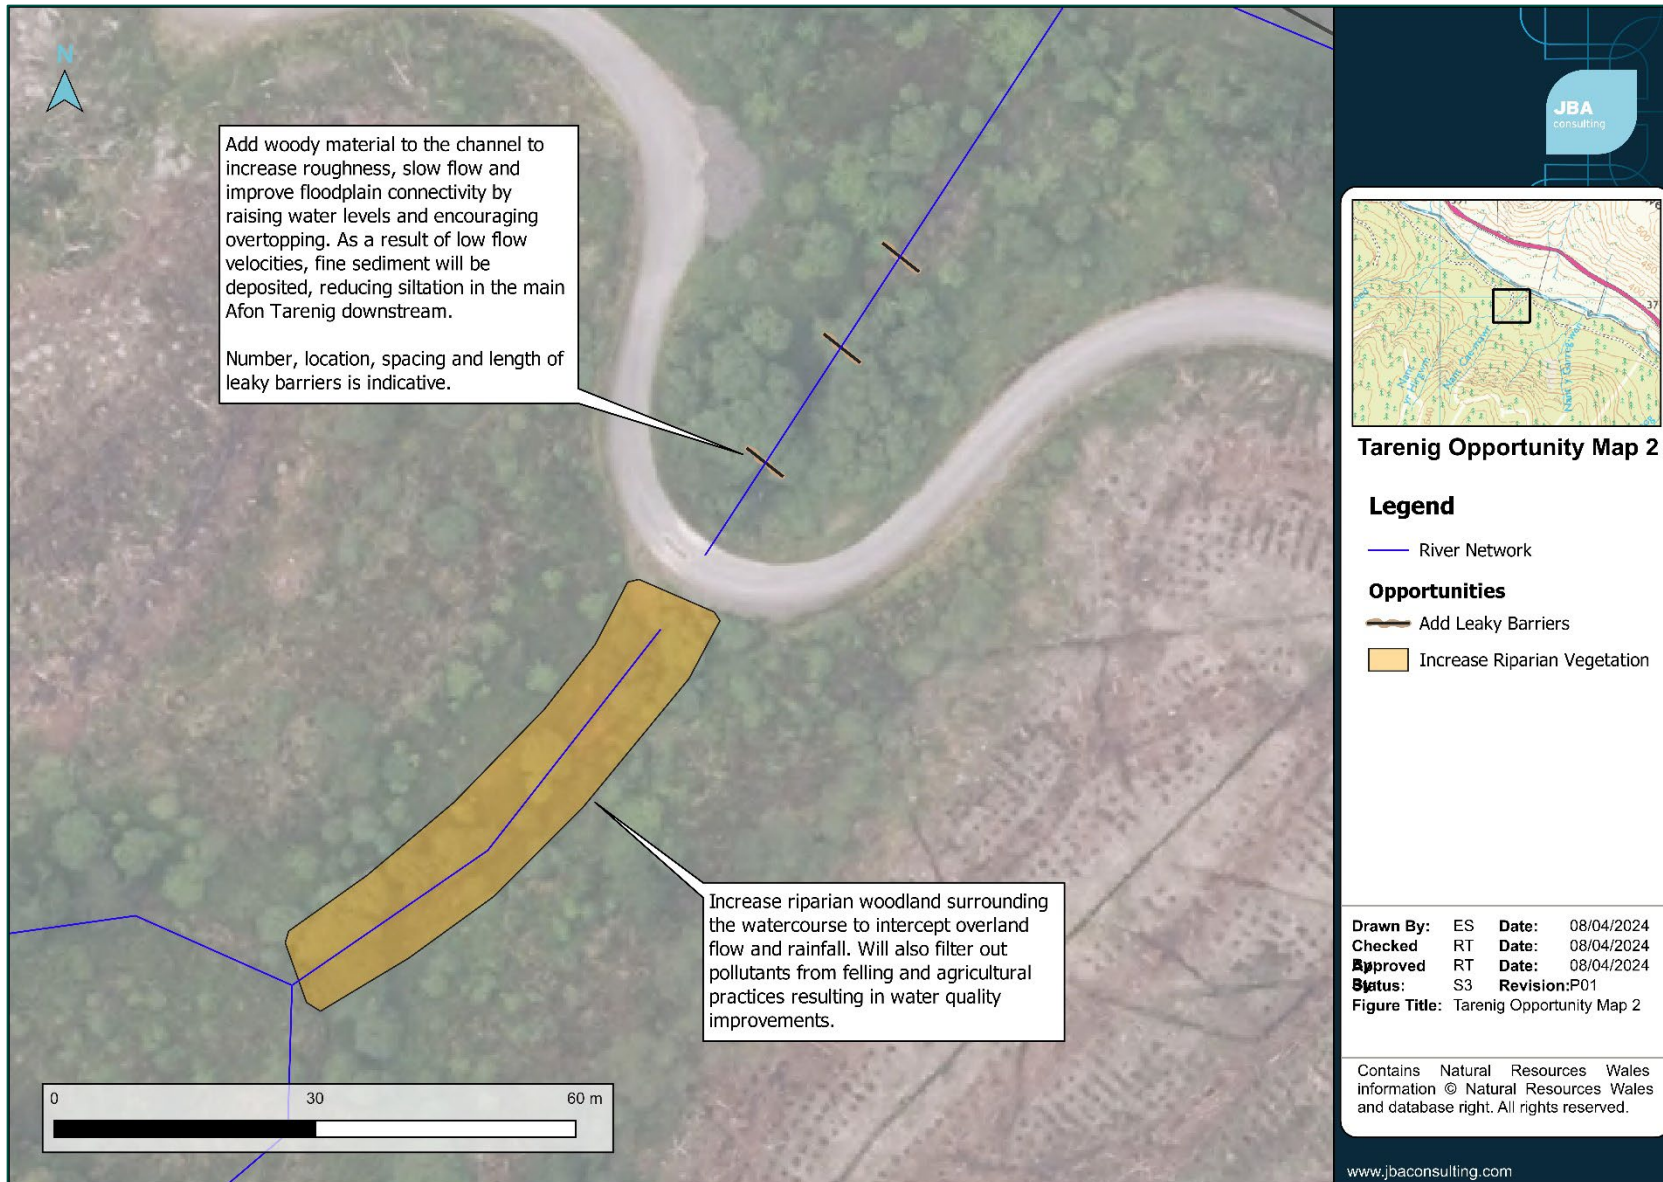 N
Add woody material to the channel to
increase roughness, slow flow and
improve floodplain connectivity by
raising water levels and encouraging
overtopping. As a result of low flow
velocities, fine sediment will be
deposited, reducing siltation in the main
Afon Tarenig downstream.
Number, location, spacing and length of
leaky barriers is indicative.
Increase riparian woodland surrounding
the watercourse to intercept overland
flow and rainfall. Will also filter out
pollutants from felling and agricultural
practices resulting in water quality
improvements.
0 30 60 m
JBA
consulting
500
450
400
37
Tarenig Opportunity Map 2
Legend
River Network
Opportunities
Add Leaky Barriers
Increase Riparian Vegetation
Drawn By: ES Date: 08/04/2024
Checked By: RT Date: 08/04/2024
Approved By: RT Date: 08/04/2024
Status: S3 Revision:P01
Figure Title: Tarenig Opportunity Map 2
Contains Natural Resources Wales
information © Natural Resources Wales
and database right. All rights reserved.
www.jbaconsulting.com